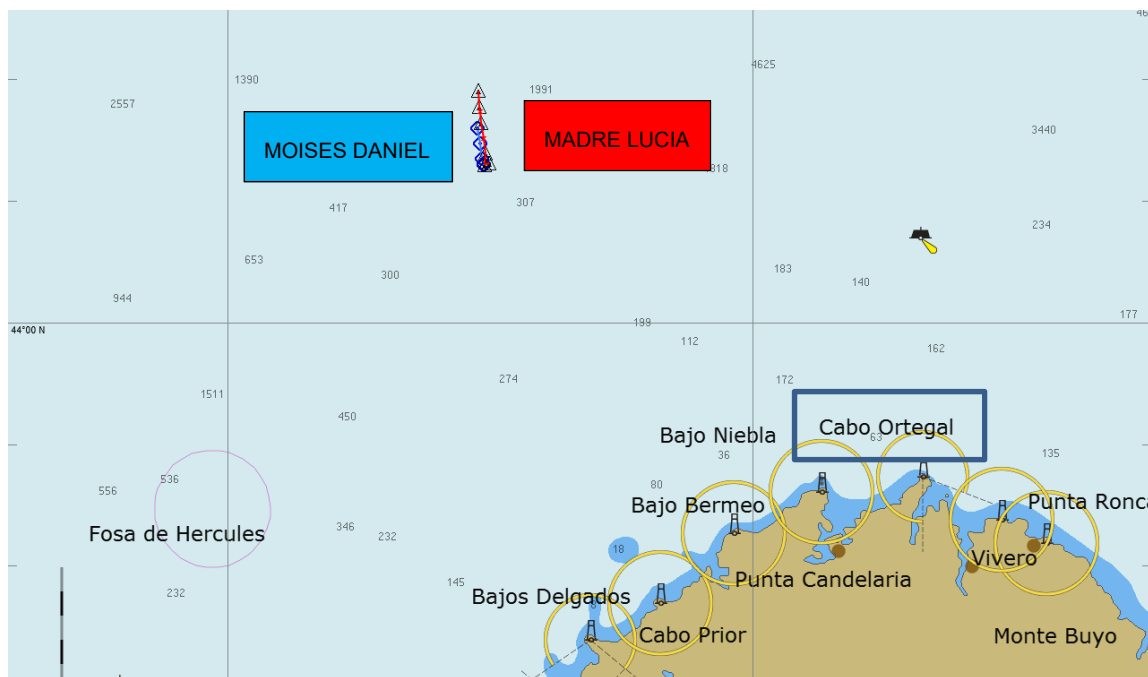 46
1390
4625
1991
2557
3440
MOISES DANIEL
MADRE LUCIA
1318
417
307
234
653
183
300
140
944
177
44°00 N
199
112
162
274
172
1511
450
Cabo Ortegal
Bajo Niebla
63
36
135
536
80
556
Bajo Bermeo
Punta Ronca
346
Fosa de Hercules
232
18
Vivero
145
Punta Candelaria
232
Bajos Delgados
6
Cabo Prior
Monte Buyo